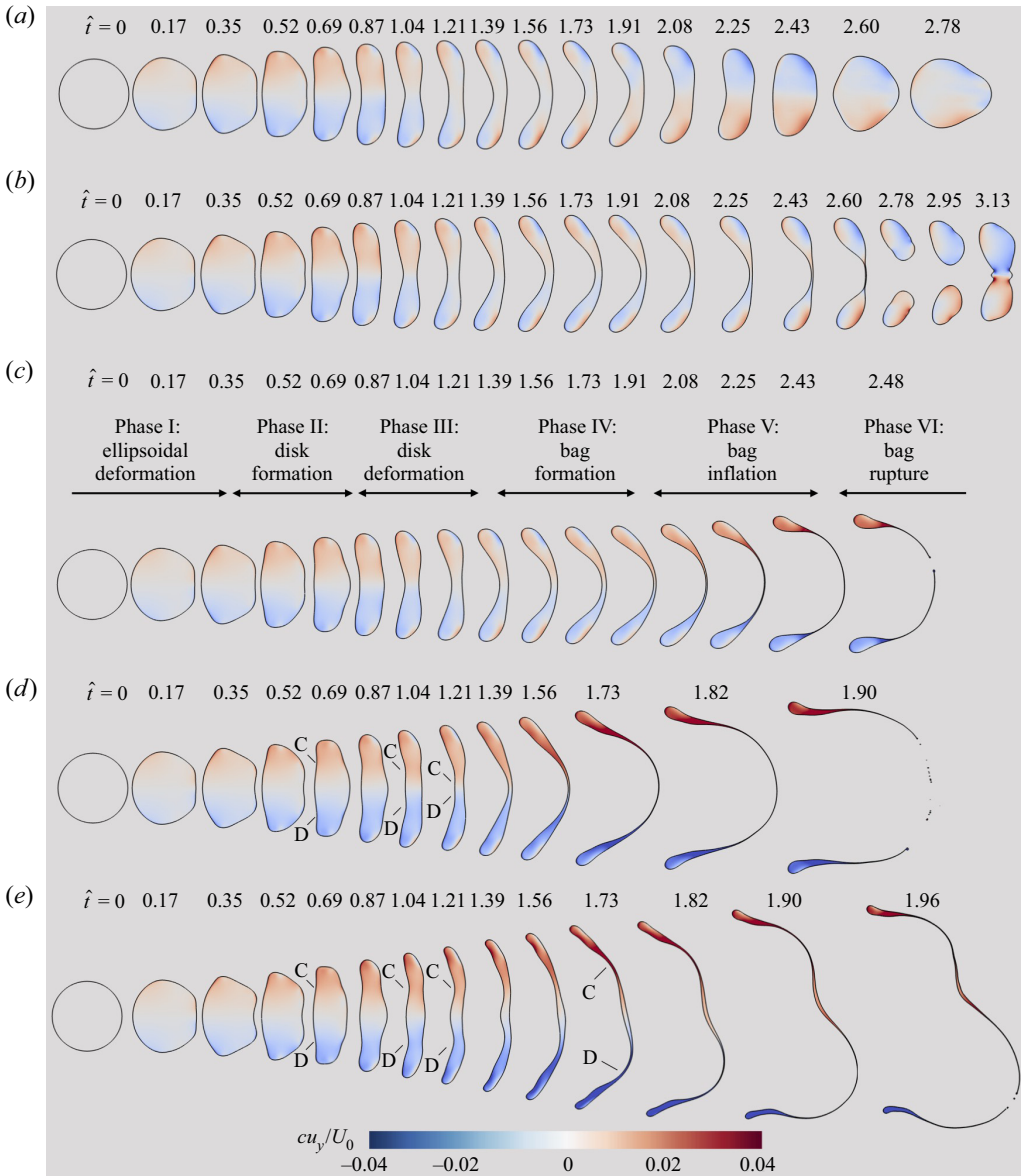 (a)
t̂ = 0 0.17 0.35 0.52 0.69 0.87 1.04 1.21 1.39 1.56 1.73 1.91 2.08 2.25 2.43 2.60 2.78
(b)
t̂ = 0 0.17 0.35 0.52 0.69 0.87 1.04 1.21 1.39 1.56 1.73 1.91 2.08 2.25 2.43 2.60 2.78 2.95 3.13
(c)
t̂ = 0 0.17 0.35 0.52 0.69 0.87 1.04 1.21 1.39 1.56 1.73 1.91 2.08 2.25 2.43 2.48
Phase I:
ellipsoidal
deformation
Phase II:
disk
formation
Phase III:
disk
deformation
Phase IV:
bag
formation
Phase V:
bag
inflation
Phase VI:
bag
rupture
(d)
t̂ = 0 0.17 0.35 0.52 0.69 0.87 1.04 1.21 1.39 1.56 1.73 1.82 1.90
C C C
D D D
(e)
t̂ = 0 0.17 0.35 0.52 0.69 0.87 1.04 1.21 1.39 1.56 1.73 1.82 1.90 1.96
C C C
D D D
C
D
cu_y/U_0
−0.04 −0.02 0 0.02 0.04